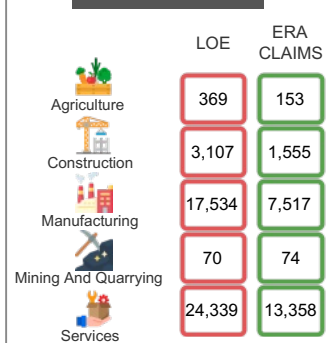 LOE ERA CLAIMS
Agriculture 369 153
Construction 3,107 1,555
Manufacturing 17,534 7,517
Mining And Quarrying 70 74
Services 24,339 13,358